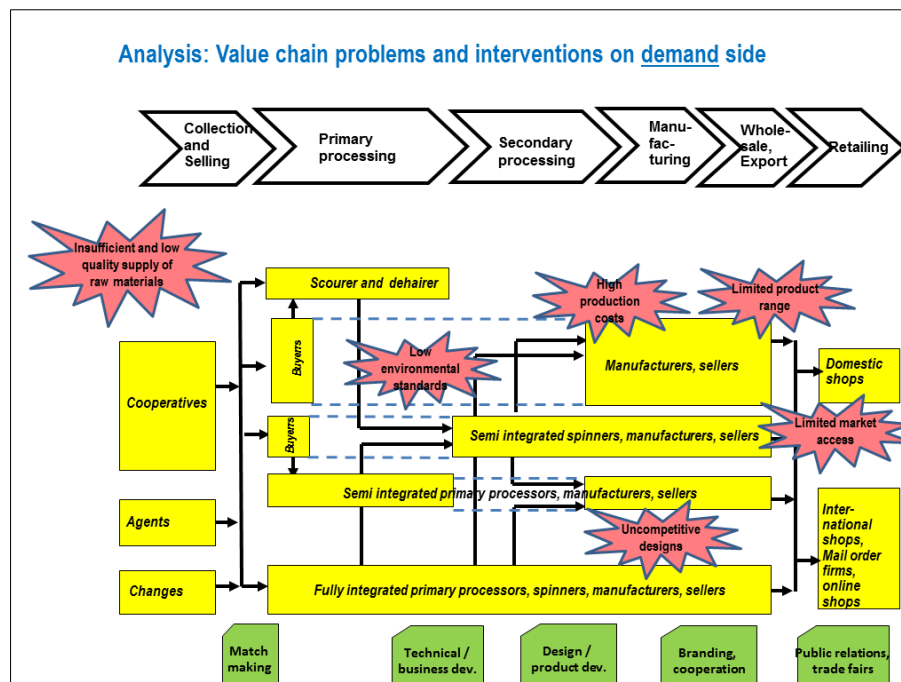 Analysis: Value chain problems and interventions on demand side
Collection
and
Selling
Primary
processing
Secondary
processing
Manu-
fac-
turing
Whole-
sale,
Export
Retailing
Insufficient and low
quality supply of
raw materials
Scourer and dehairer
High
production
costs
Limited product
range
Buyerrs
Low
environmental
standards
Manufacturers, sellers
Domestic
shops
Cooperatives
Buyerrs
Semi integrated spinners, manufacturers, sellers
Limited market
access
Semi integrated primary processors, manufacturers, sellers
Agents
Uncompetitive
designs
Inter-
national
shops,
Mail order
firms,
online
shops
Changes
Fully integrated primary processors, spinners, manufacturers, sellers
Match
making
Technical /
business dev.
Design /
product dev.
Branding,
cooperation
Public relations,
trade fairs